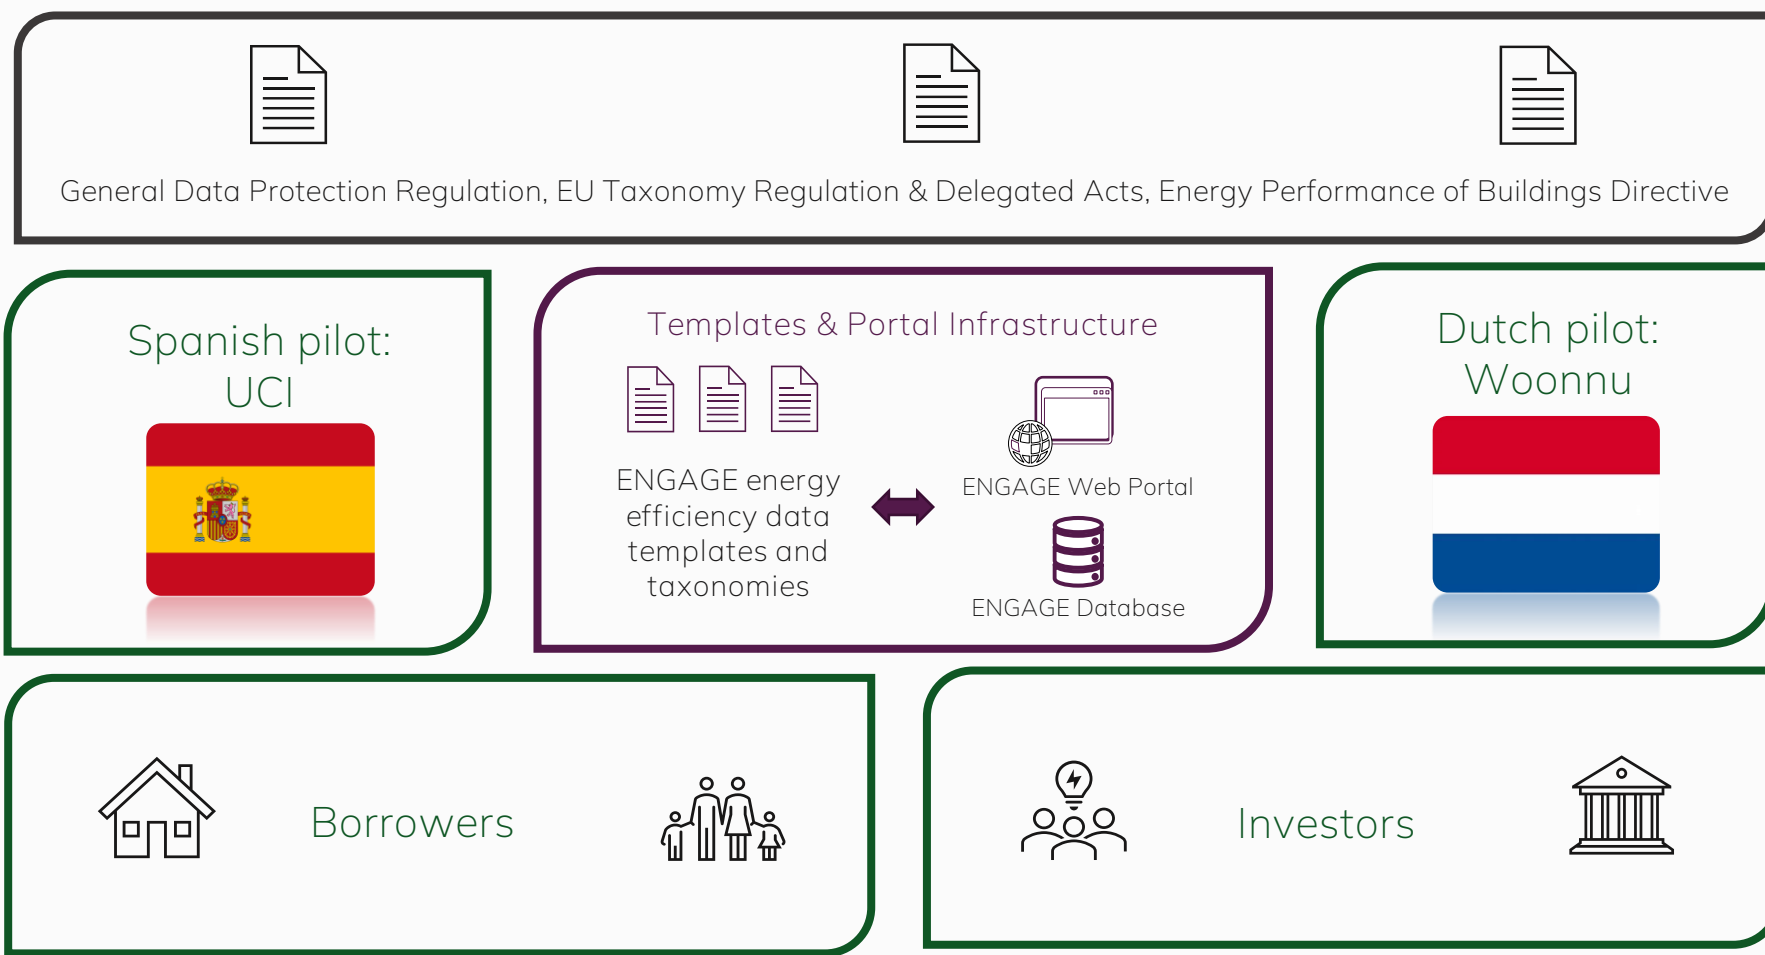 General Data Protection Regulation, EU Taxonomy Regulation & Delegated Acts, Energy Performance of Buildings Directive
Spanish pilot:
UCI
Templates & Portal Infrastructure
ENGAGE energy
efficiency data
templates and
taxonomies
ENGAGE Web Portal
ENGAGE Database
Dutch pilot:
Woonnu
Borrowers
Investors